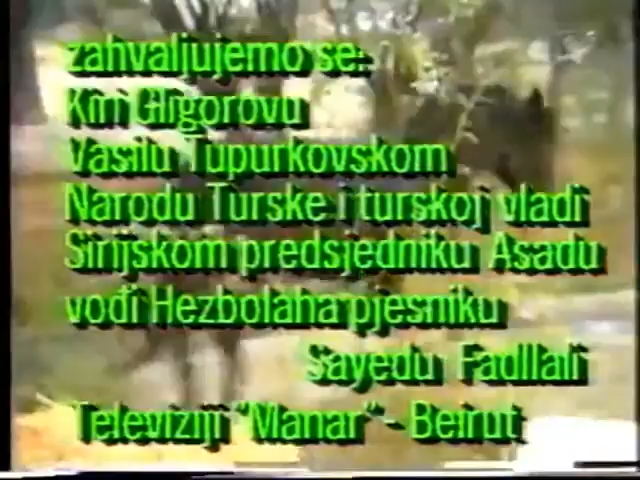 zahvaljujemo se:
Kiri Gligorovu
Vasilu Tupurkovskom
Narodu Turske i turskoj vladi
Sirijskom predsjedniku Asadu
vođi Hezbolaha pjesniku
Sayedu Fadllali
Televiziji "Manar" - Beirut